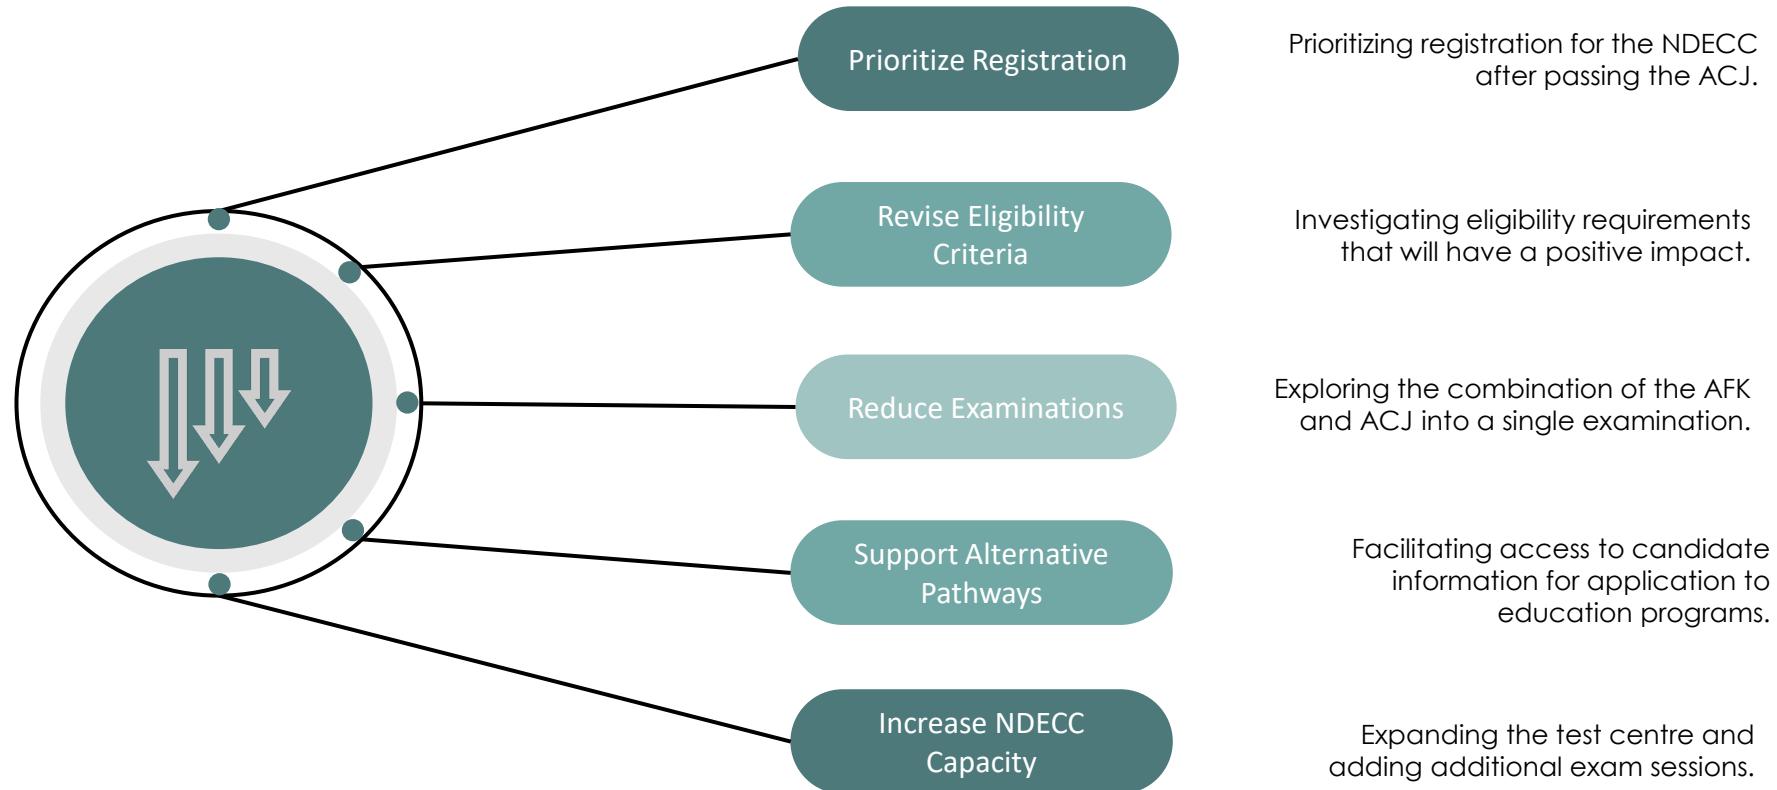 Prioritize Registration
Prioritizing registration for the NDECC
after passing the ACJ.
Revise Eligibility
Criteria
Investigating eligibility requirements
that will have a positive impact.
Reduce Examinations
Exploring the combination of the AFK
and ACJ into a single examination.
Support Alternative
Pathways
Facilitating access to candidate
information for application to
education programs.
Increase NDECC
Capacity
Expanding the test centre and
adding additional exam sessions.